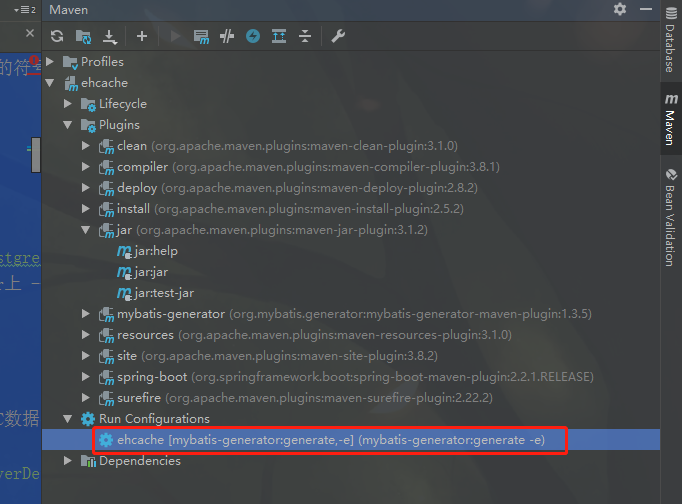 2
Maven
的符
Profiles
ehcache
Lifecycle
Plugins
clean (org.apache.maven.plugins:maven-clean-plugin:3.1.0)
compiler (org.apache.maven.plugins:maven-compiler-plugin:3.8.1)
deploy (org.apache.maven.plugins:maven-deploy-plugin:2.8.2)
install (org.apache.maven.plugins:maven-install-plugin:2.5.2)
jar (org.apache.maven.plugins:maven-jar-plugin:3.1.2)
jar:help
stgre
jar:jar
上 一
jar:test-jar
mybatis-generator (org.mybatis.generator:mybatis-generator-maven-plugin:1.3.5)
resources (org.apache.maven.plugins:maven-resources-plugin:3.1.0)
site (org.apache.maven.plugins:maven-site-plugin:3.8.2)
spring-boot (org.springframework.boot:spring-boot-maven-plugin:2.2.1.RELEASE)
surefire (org.apache.maven.plugins:maven-surefire-plugin:2.22.2)
C数据
Run Configurations
ehcache [mybatis-generator:generate,-e] (mybatis-generator:generate -e)
Dependencies
verDe
Database
Maven
Bean Validation